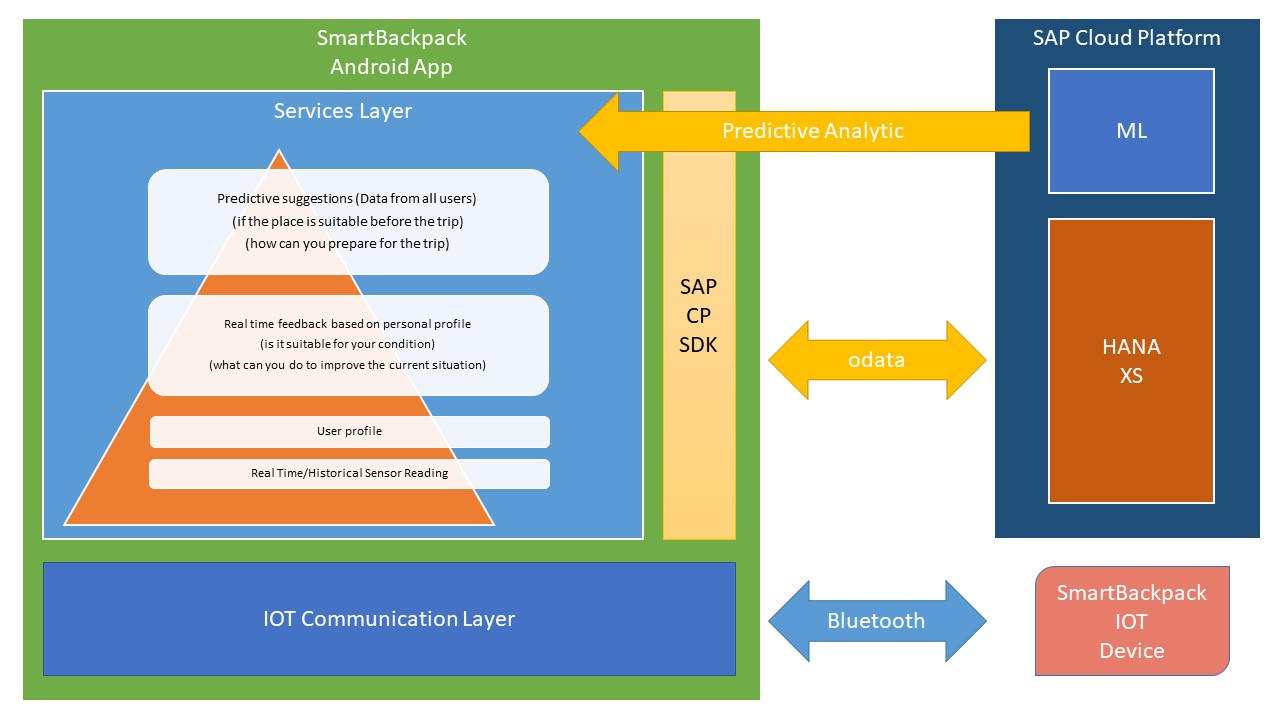 SmartBackpack
Android App
Services Layer
Predictive suggestions (Data from all users)
(if the place is suitable before the trip)
(how can you prepare for the trip)
Real time feedback based on personal profile
(is it suitable for your condition)
(what can you do to improve the current situation)
User profile
Real Time/Historical Sensor Reading
SAP
CP
SDK
IOT Communication Layer
Predictive Analytic
odata
Bluetooth
SAP Cloud Platform
ML
HANA
XS
SmartBackpack
IOT
Device